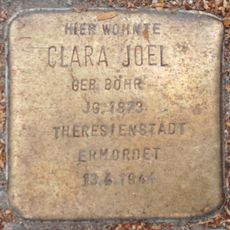 HIER WOHNTE
CLARA JOEL
GEB. BÖHR
JG. 1873
THERESIENSTADT
ERMORDET
13.4.1944